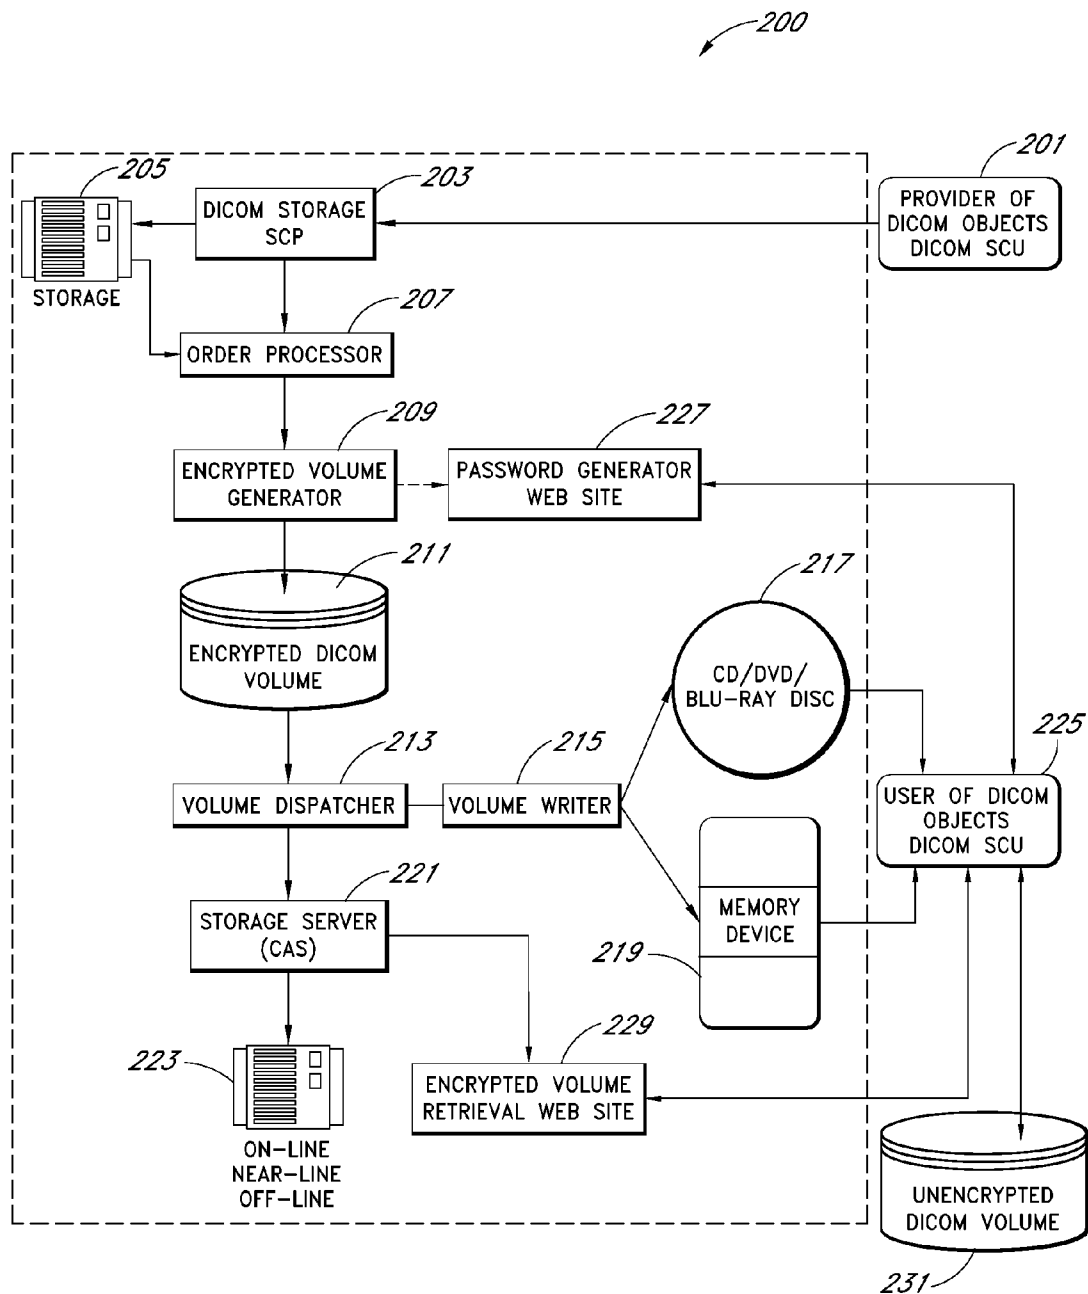 200
205
203
201
DICOM STORAGE
SCP
PROVIDER OF
DICOM OBJECTS
DICOM SCU
STORAGE
207
ORDER PROCESSOR
209
227
ENCRYPTED VOLUME
GENERATOR
PASSWORD GENERATOR
WEB SITE
211
217
ENCRYPTED DICOM
VOLUME
CD/DVD/
BLU-RAY DISC
213
215
225
VOLUME DISPATCHER
VOLUME WRITER
USER OF DICOM
OBJECTS
DICOM SCU
221
STORAGE SERVER
(CAS)
MEMORY
DEVICE
219
223
229
ENCRYPTED VOLUME
RETRIEVAL WEB SITE
ON-LINE
NEAR-LINE
OFF-LINE
UNENCRYPTED
DICOM VOLUME
231